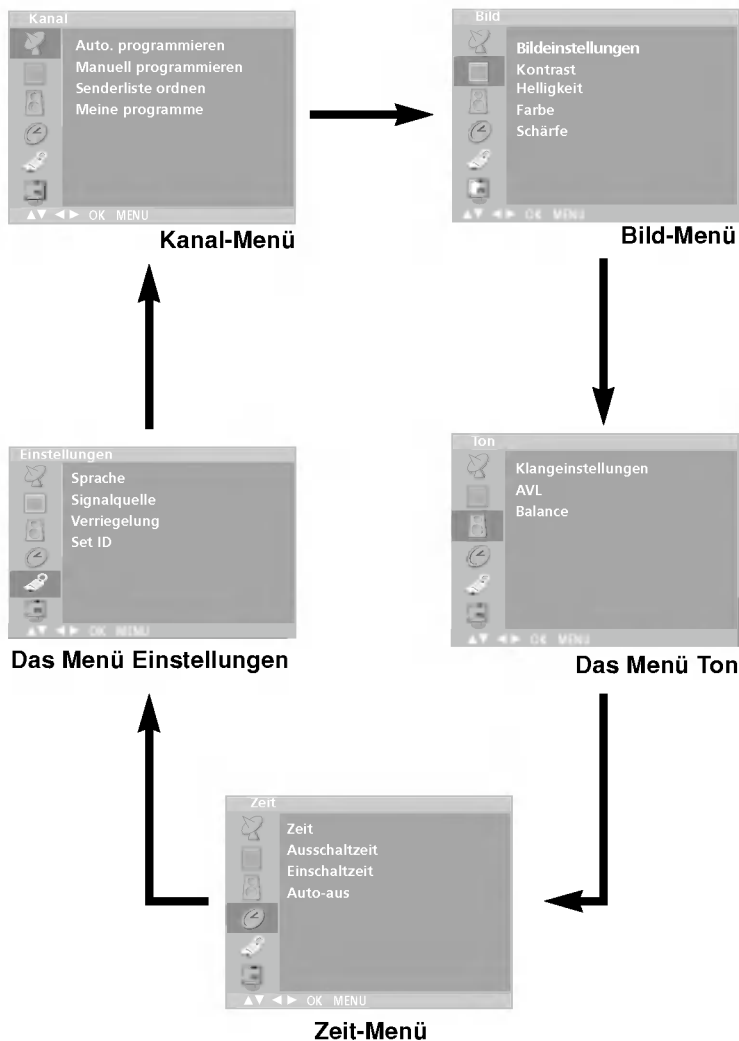 Kanal
Auto. programmieren
Manuell programmieren
Senderliste ordnen
Meine programme
▲▼ ◄► OK MENU
Kanal-Menü
Bild
Bildeinstellungen
Kontrast
Helligkeit
Farbe
Schärfe
▲▼ ◄► OK MENU
Bild-Menü
Einstellungen
Sprache
Signalquelle
Verriegelung
Set ID
▲▼ ◄► OK MENU
Das Menü Einstellungen
Ton
Klangeinstellungen
AVL
Balance
▲▼ ◄► OK MENU
Das Menü Ton
Zeit
Zeit
Ausschaltzeit
Einschaltzeit
Auto-aus
▲▼ ◄► OK MENU
Zeit-Menü